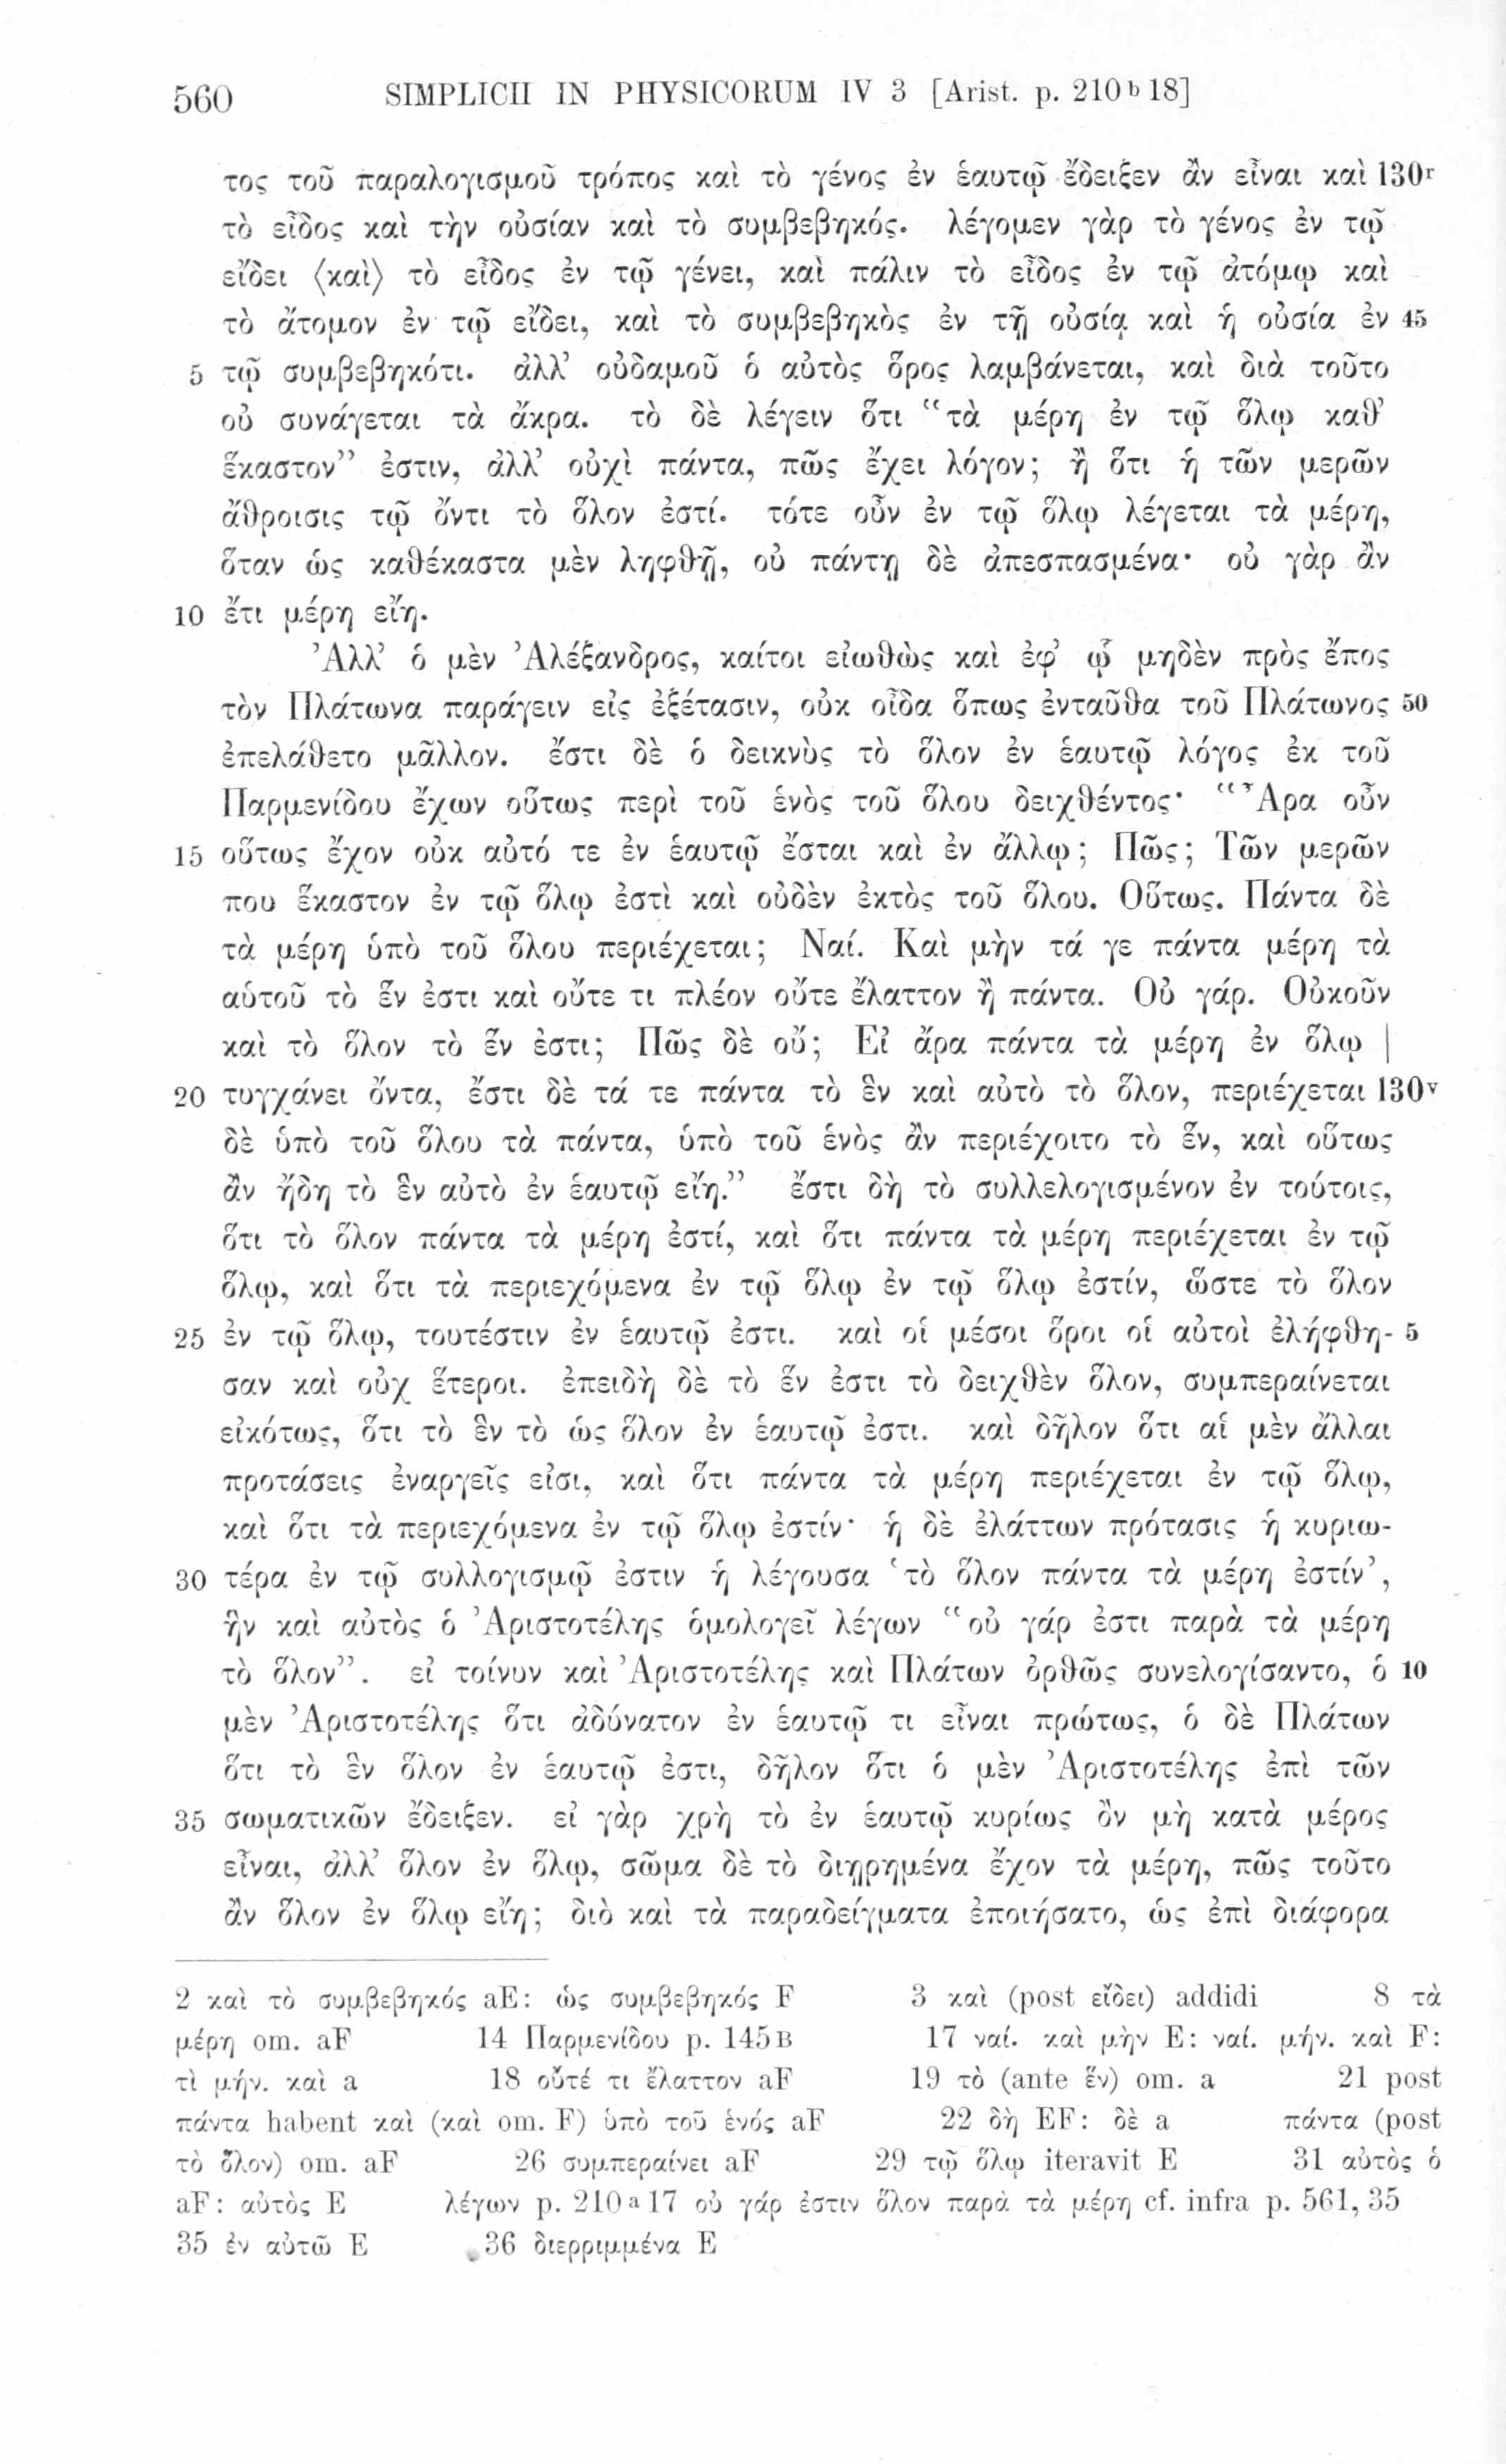 560 SIMPLICII IN PHYSICORUM IV 3 [Arist. p. 210 b 18]
τος τοῦ παραλογισμοῦ τρόπος καὶ τὸ γένος ἐν ἑαυτῷ ἔδειξεν ἂν εἶναι καὶ 130r
τὸ εἶδος καὶ τὴν οὐσίαν καὶ τὸ συμβεβηκός. λέγομεν γὰρ τὸ γένος ἐν τῷ
εἴδει ⟨καὶ⟩ τὸ εἶδος ἐν τῷ γένει, καὶ πάλιν τὸ εἶδος ἐν τῷ ἀτόμῳ καὶ
τὸ ἄτομον ἐν τῷ εἴδει, καὶ τὸ συμβεβηκὸς ἐν τῇ οὐσίᾳ καὶ ἡ οὐσία ἐν 45
5 τῷ συμβεβηκότι. ἀλλ’ οὐδαμοῦ ὁ αὐτὸς ὅρος λαμβάνεται, καὶ διὰ τοῦτο
οὐ συνάγεται τὰ ἄκρα. τὸ δὲ λέγειν ὅτι “τὰ μέρη ἐν τῷ ὅλῳ καθ’
ἕκαστον” ἐστιν, ἀλλ’ οὐχὶ πάντα, πῶς ἔχει λόγον; ἢ ὅτι ἡ τῶν μερῶν
ἄθροισις τῷ ὄντι τὸ ὅλον ἐστί. τότε οὖν ἐν τῷ ὅλῳ λέγεται τὰ μέρη,
ὅταν ὡς καθέκαστα μὲν ληφθῇ, οὐ πάντῃ δὲ ἀπεσπασμένα· οὐ γὰρ ἂν
10 ἔτι μέρη εἴη.
Ἀλλ’ ὁ μὲν Ἀλέξανδρος, καίτοι εἰωθὼς καὶ ἐφ’ ᾧ μηδὲν πρὸς ἔπος
τὸν Πλάτωνα παράγειν εἰς ἐξέτασιν, οὐκ οἶδα ὅπως ἐνταῦθα τοῦ Πλάτωνος 50
ἐπελάθετο μᾶλλον. ἔστι δὲ ὁ δεικνὺς τὸ ὅλον ἐν ἑαυτῷ λόγος ἐκ τοῦ
Παρμενίδου ἔχων οὕτως περὶ τοῦ ἑνὸς τοῦ ὅλου δειχθέντος· “Ἆρα οὖν
15 οὕτως ἔχον οὐκ αὐτό τε ἐν ἑαυτῷ ἔσται καὶ ἐν ἄλλῳ; Πῶς; Τῶν μερῶν
που ἕκαστον ἐν τῷ ὅλῳ ἐστὶ καὶ οὐδὲν ἐκτὸς τοῦ ὅλου. Οὕτως. Πάντα δὲ
τὰ μέρη ὑπὸ τοῦ ὅλου περιέχεται; Ναί. Καὶ μὴν τά γε πάντα μέρη τὰ
αὑτοῦ τὸ ἕν ἐστι καὶ οὔτε τι πλέον οὔτε ἔλαττον ἢ πάντα. Οὐ γάρ. Οὐκοῦν
καὶ τὸ ὅλον τὸ ἕν ἐστι; Πῶς δὲ οὔ; Εἰ ἄρα πάντα τὰ μέρη ἐν ὅλῳ |
20 τυγχάνει ὄντα, ἔστι δὲ τά τε πάντα τὸ ἓν καὶ αὐτὸ τὸ ὅλον, περιέχεται 130v
δὲ ὑπὸ τοῦ ὅλου τὰ πάντα, ὑπὸ τοῦ ἑνὸς ἂν περιέχοιτο τὸ ἕν, καὶ οὕτως
ἂν ἤδη τὸ ἓν αὐτὸ ἐν ἑαυτῷ εἴη.” ἔστι δὴ τὸ συλλελογισμένον ἐν τούτοις,
ὅτι τὸ ὅλον πάντα τὰ μέρη ἐστί, καὶ ὅτι πάντα τὰ μέρη περιέχεται ἐν τῷ
ὅλῳ, καὶ ὅτι τὰ περιεχόμενα ἐν τῷ ὅλῳ ἐν τῷ ὅλῳ ἐστίν, ὥστε τὸ ὅλον
25 ἐν τῷ ὅλῳ, τουτέστιν ἐν ἑαυτῷ ἐστι. καὶ οἱ μέσοι ὅροι οἱ αὐτοὶ ἐλήφθη- 5
σαν καὶ οὐχ ἕτεροι. ἐπειδὴ δὲ τὸ ἕν ἐστι τὸ δειχθὲν ὅλον, συμπεραίνεται
εἰκότως, ὅτι τὸ ἓν τὸ ὡς ὅλον ἐν ἑαυτῷ ἐστι. καὶ δῆλον ὅτι αἱ μὲν ἄλλαι
προτάσεις ἐναργεῖς εἰσι, καὶ ὅτι πάντα τὰ μέρη περιέχεται ἐν τῷ ὅλῳ,
καὶ ὅτι τὰ περιεχόμενα ἐν τῷ ὅλῳ ἐστίν· ἡ δὲ ἐλάττων πρότασις ἡ κυριω-
30 τέρα ἐν τῷ συλλογισμῷ ἐστιν ἡ λέγουσα ‘τὸ ὅλον πάντα τὰ μέρη ἐστίν’,
ἣν καὶ αὐτὸς ὁ Ἀριστοτέλης ὁμολογεῖ λέγων “οὐ γάρ ἐστι παρὰ τὰ μέρη
τὸ ὅλον”. εἰ τοίνυν καὶ Ἀριστοτέλης καὶ Πλάτων ὀρθῶς συνελογίσαντο, ὁ 10
μὲν Ἀριστοτέλης ὅτι ἀδύνατον ἐν ἑαυτῷ τι εἶναι πρώτως, ὁ δὲ Πλάτων
ὅτι τὸ ἓν ὅλον ἐν ἑαυτῷ ἐστι, δῆλον ὅτι ὁ μὲν Ἀριστοτέλης ἐπὶ τῶν
35 σωματικῶν ἔδειξεν. εἰ γὰρ χρὴ τὸ ἐν ἑαυτῷ κυρίως ὂν μὴ κατὰ μέρος
εἶναι, ἀλλ’ ὅλον ἐν ὅλῳ, σῶμα δὲ τὸ διῃρημένα ἔχον τὰ μέρη, πῶς τοῦτο
ἂν ὅλον ἐν ὅλῳ εἴη; διὸ καὶ τὰ παραδείγματα ἐποιήσατο, ὡς ἐπὶ διάφορα
2 καὶ τὸ συμβεβηκός aE: ὡς συμβεβηκός F 3 καὶ (post εἴδει) addidi 8 τὰ
μέρη om. aF 14 Παρμενίδου p. 145 B 17 ναί. καὶ μὴν E: ναί. μήν. καὶ F:
τὶ μήν. καὶ a 18 οὔτέ τι ἔλαττον aF 19 τὸ (ante ἕν) om. a 21 post
πάντα habent καὶ (καὶ om. F) ὑπὸ τοῦ ἑνός aF 22 δὴ EF: δὲ a πάντα (post
τὸ ὅλον) om. aF 26 συμπεραίνει aF 29 τῷ ὅλῳ iteravit E 31 αὐτὸς ὁ
aF: αὐτὸς E λέγων p. 210 a 17 οὐ γάρ ἐστιν ὅλον παρὰ τὰ μέρη cf. infra p. 561, 35
35 ἐν αὐτῶ E 36 διερριμμένα E